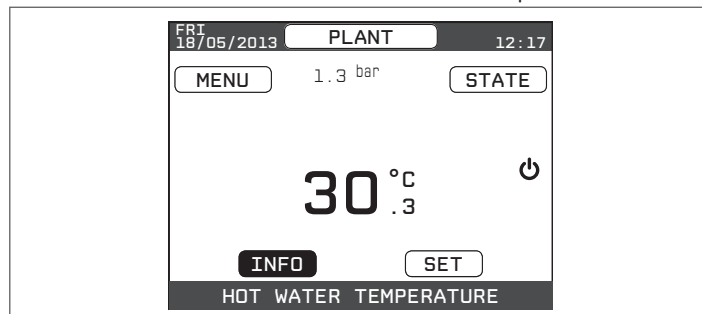 FRI
18/05/2013 PLANT 12:17
MENU 1.3 bar STATE
30.3 °C
INFO SET
HOT WATER TEMPERATURE